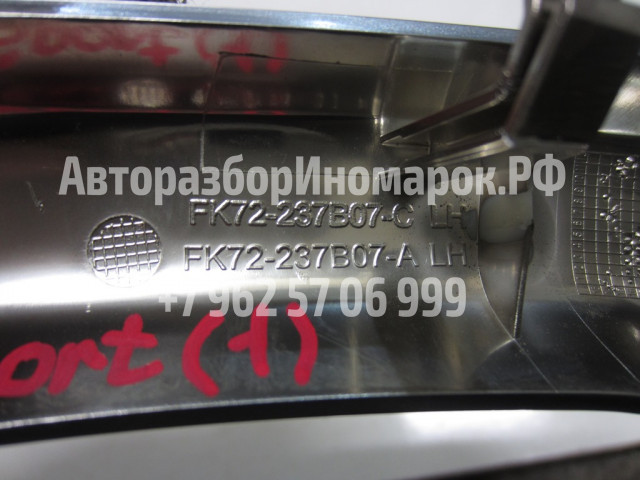 АвторазборИномарок.РФ
FK72-237B07-C LH
FK72-237B07-A LH
+7 962 57 06 999
ort (1)